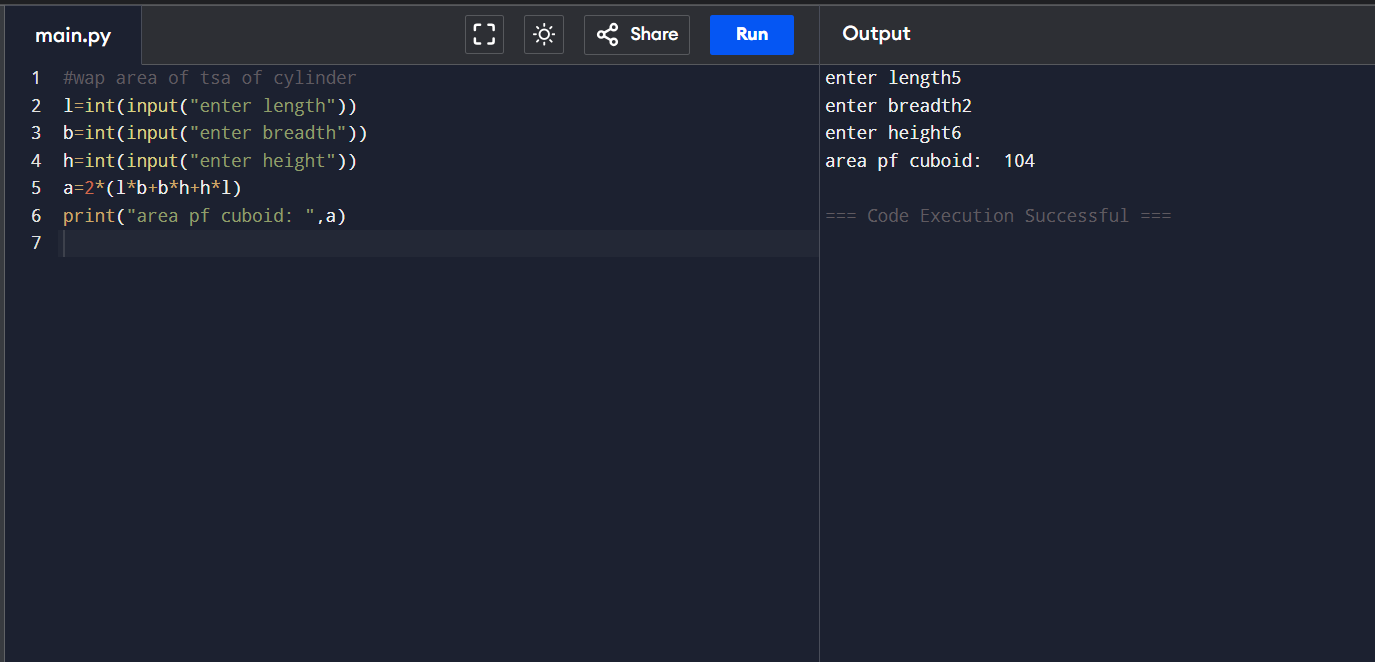 main.py
Share
Run
Output
1 #wap area of tsa of cylinder
2 l=int(input("enter length"))
3 b=int(input("enter breadth"))
4 h=int(input("enter height"))
5 a=2*(l*b+b*h+h*l)
6 print("area pf cuboid: ",a)
7
enter length5
enter breadth2
enter height6
area pf cuboid:  104
=== Code Execution Successful ===